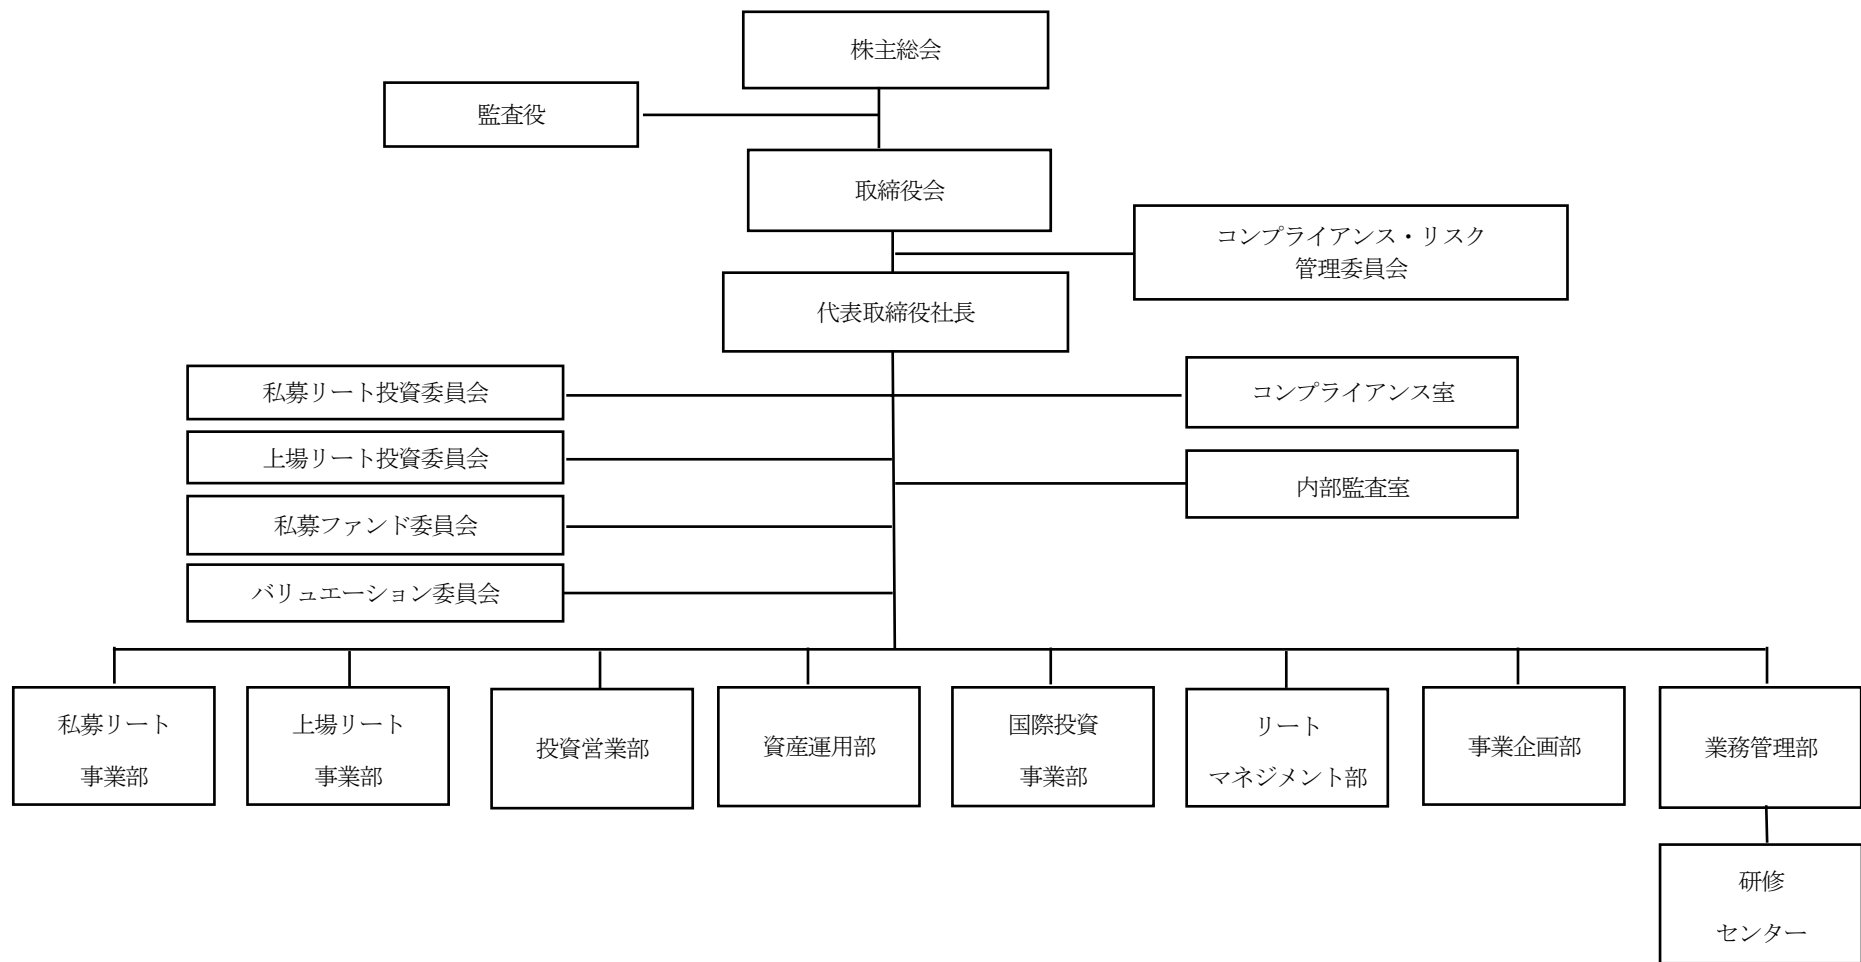 株主総会
監査役
取締役会
コンプライアンス・リスク
管理委員会
代表取締役社長
私募リート投資委員会
コンプライアンス室
上場リート投資委員会
内部監査室
私募ファンド委員会
バリュエーション委員会
私募リート
事業部
上場リート
事業部
投資営業部
資産運用部
国際投資
事業部
リート
マネジメント部
事業企画部
業務管理部
研修
センター